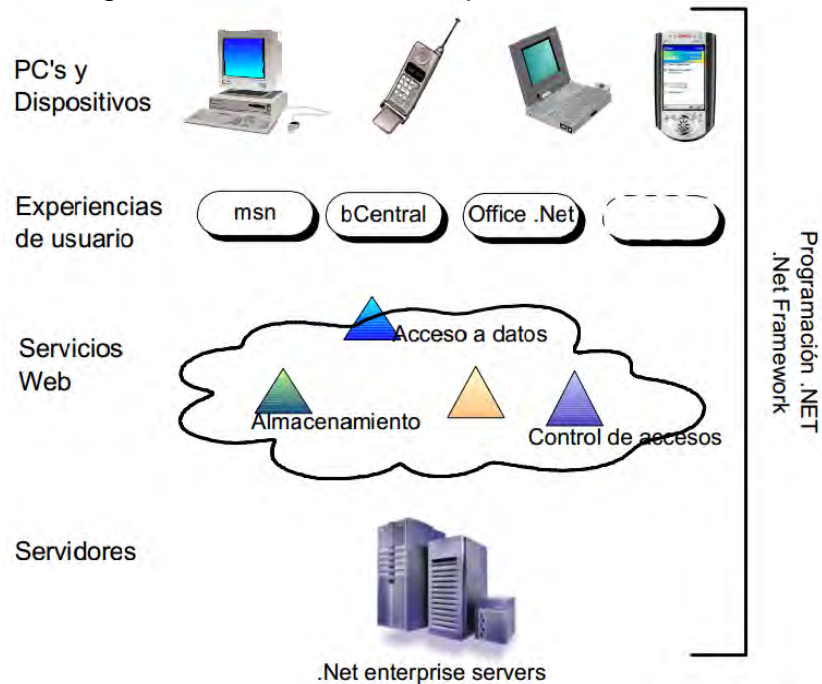 PC's y
Dispositivos
Experiencias
de usuario
msn
bCentral
Office .Net
Servicios
Web
Acceso a datos
Almacenamiento
Control de accesos
Servidores
.Net enterprise servers
Programación .NET
.Net Framework